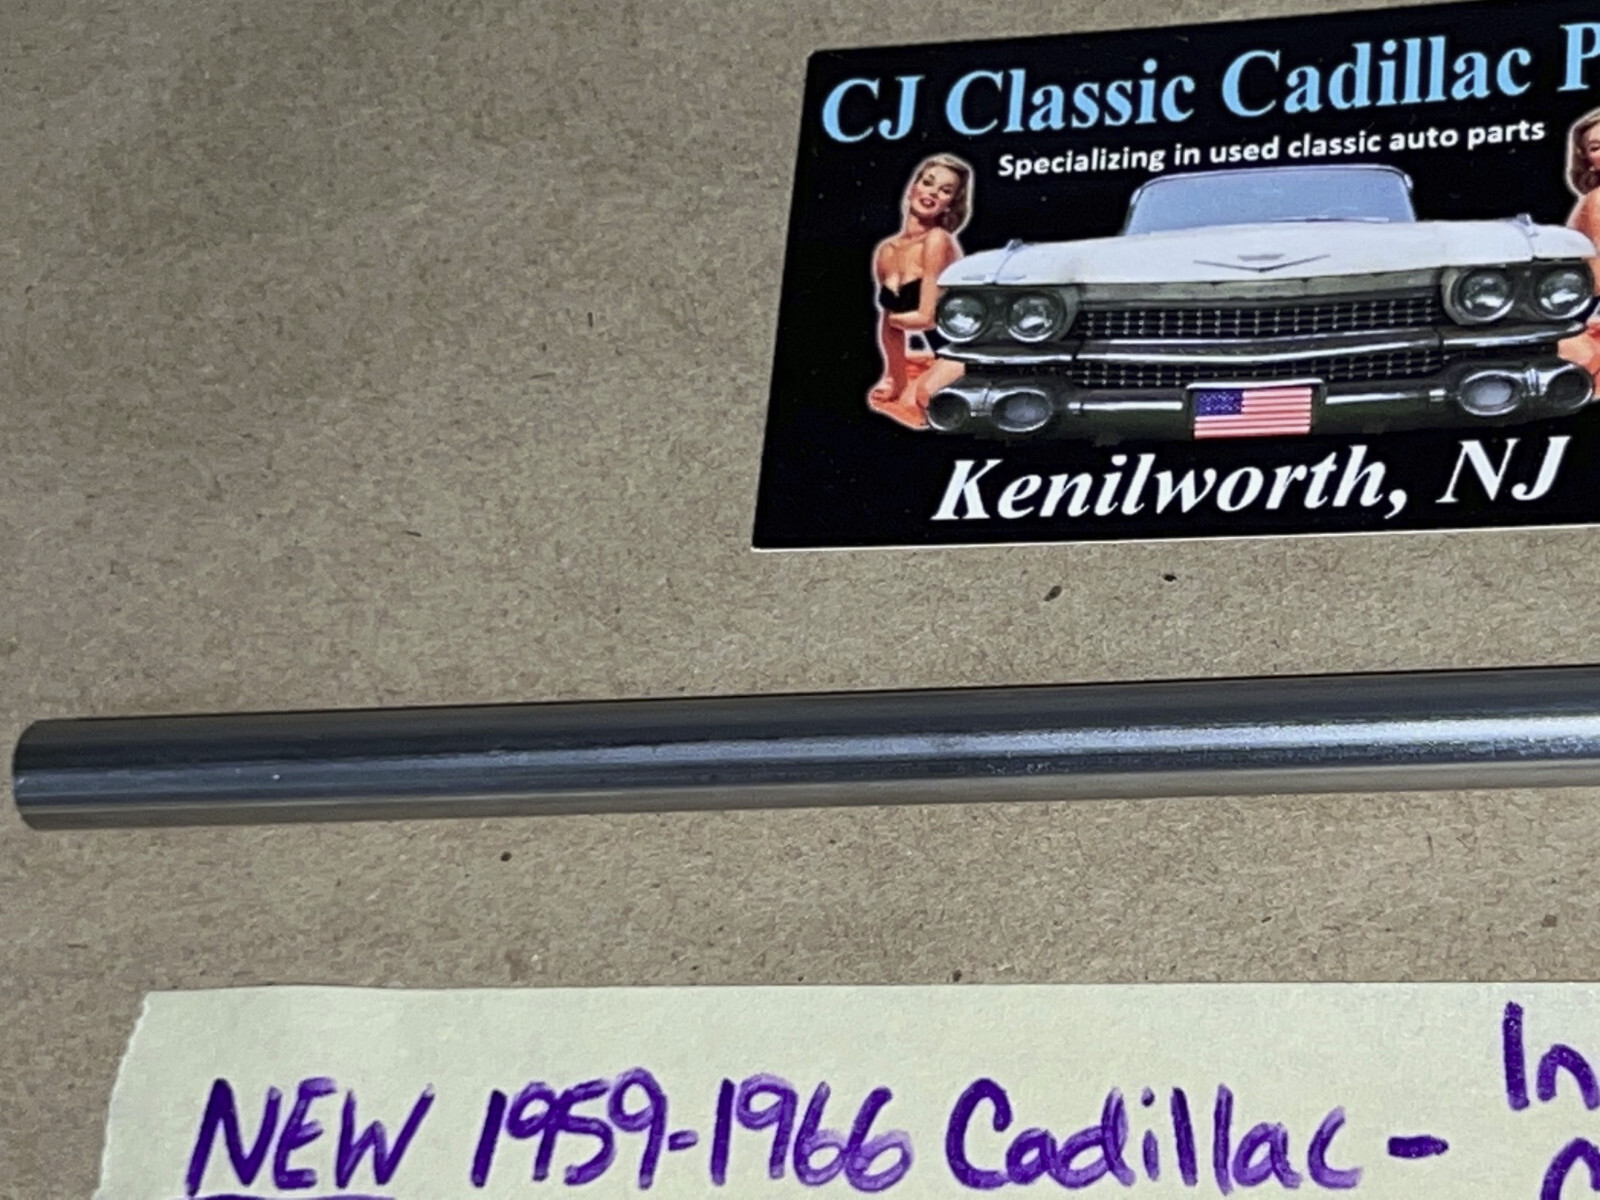 CJ Classic Cadillac P
Specializing in used classic auto parts
Kenilworth, NJ
NEW 1959-1966 Cadillac - In